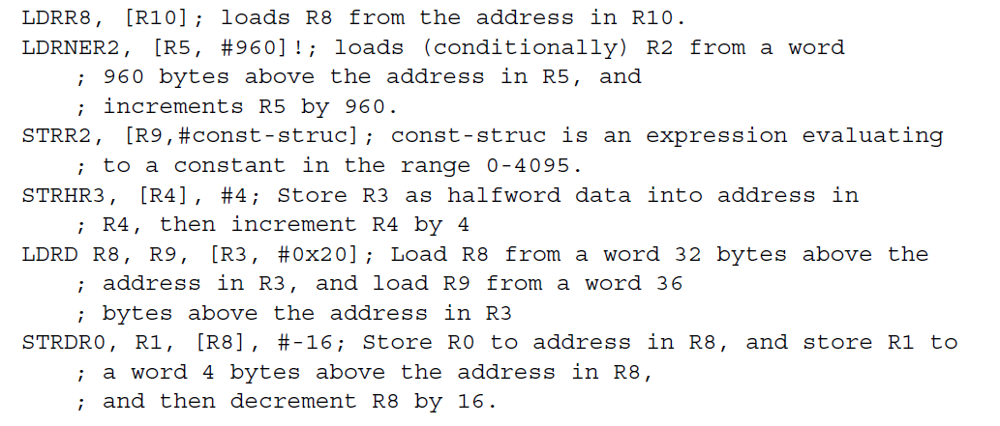 LDRR8, [R10]; loads R8 from the address in R10.
LDRNER2, [R5, #960]!; loads (conditionally) R2 from a word
; 960 bytes above the address in R5, and
; increments R5 by 960.
STRR2, [R9,#const-struc]; const-struc is an expression evaluating
; to a constant in the range 0-4095.
STRHR3, [R4], #4; Store R3 as halfword data into address in
; R4, then increment R4 by 4
LDRD R8, R9, [R3, #0x20]; Load R8 from a word 32 bytes above the
; address in R3, and load R9 from a word 36
; bytes above the address in R3
STRDR0, R1, [R8], #-16; Store R0 to address in R8, and store R1 to
; a word 4 bytes above the address in R8,
; and then decrement R8 by 16.